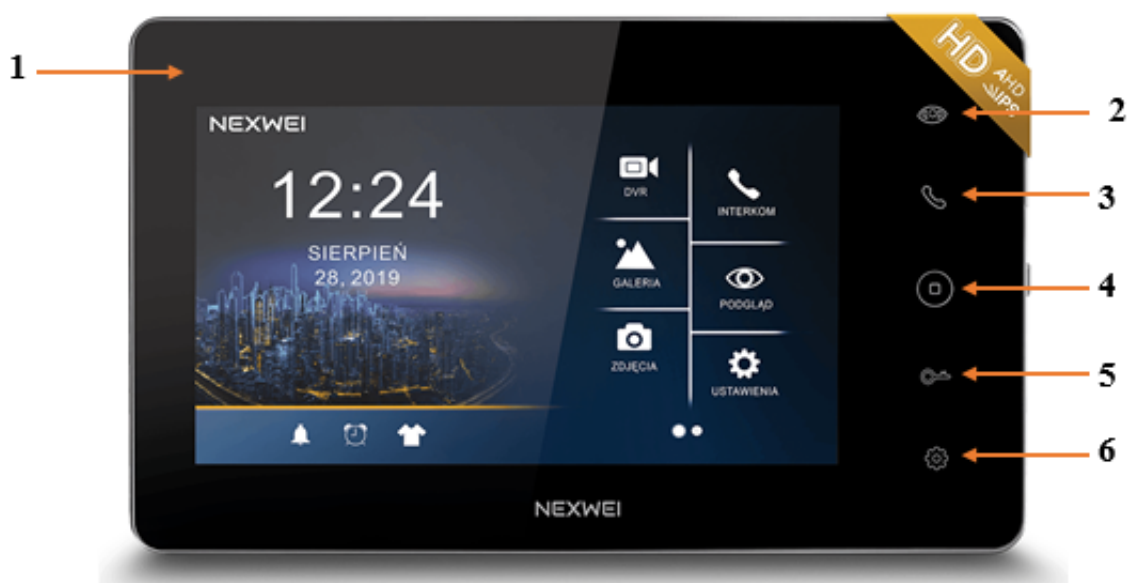 HD
AHD
IPS
1
2
3
4
5
6
NEXWEI
12:24
SIERPIEŃ
28, 2019
DVR
INTERKOM
GALERIA
PODGLĄD
ZDJĘCIA
USTAWIENIA
NEXWEI